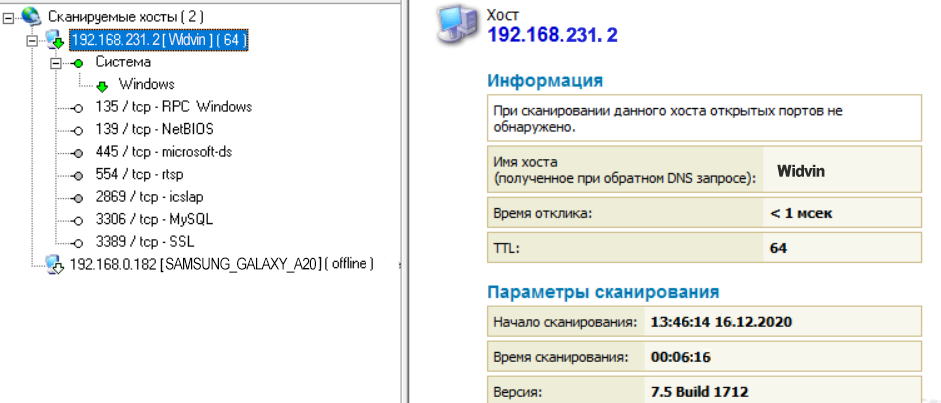 Сканируемые хосты ( 2 )
192.168.231. 2 [ Widvin ] ( 64 )
Система
Windows
135 / tcp - RPC Windows
139 / tcp - NetBIOS
445 / tcp - microsoft-ds
554 / tcp - rtsp
2869 / tcp - icslap
3306 / tcp - MySQL
3389 / tcp - SSL
192.168.0.182 [SAMSUNG_GALAXY_A20] ( offline )
Хост
192.168.231. 2
Информация
При сканировании данного хоста открытых портов не
обнаружено.
Имя хоста
(полученное при обратном DNS запросе): Widvin
Время отклика: < 1 мсек
TTL: 64
Параметры сканирования
Начало сканирования: 13:46:14 16.12.2020
Время сканирования: 00:06:16
Версия: 7.5 Build 1712